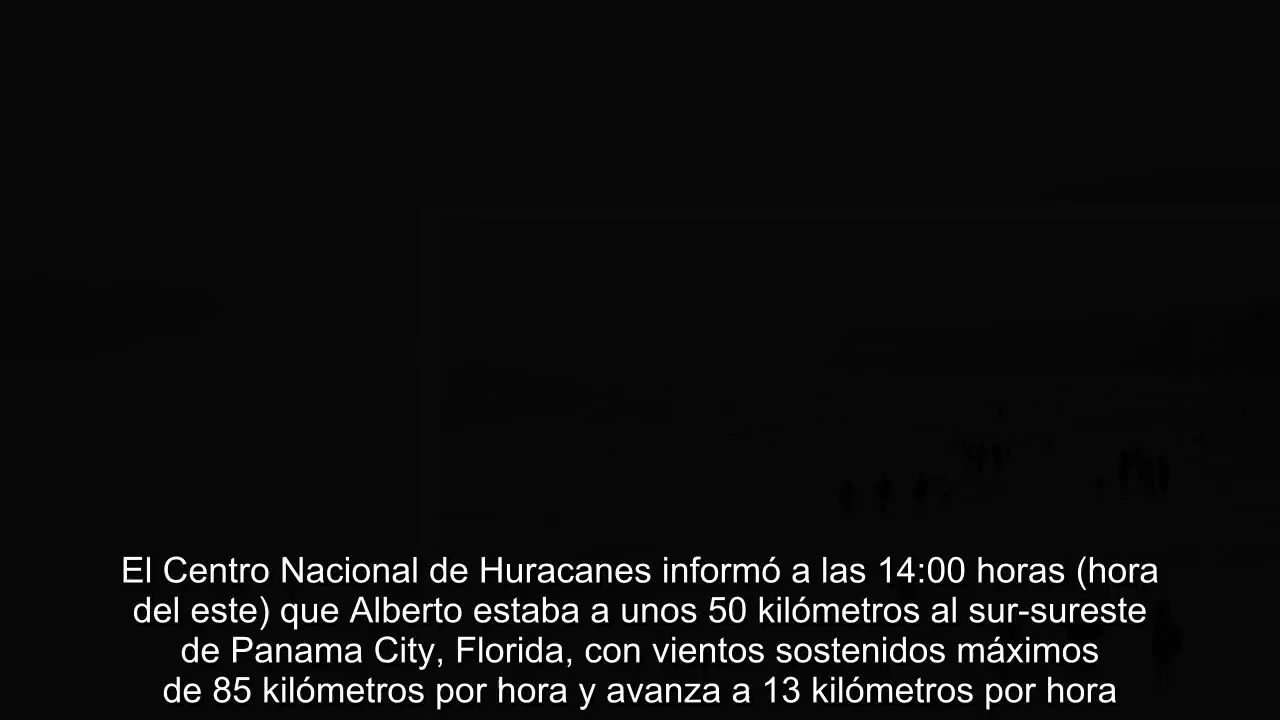 El Centro Nacional de Huracanes informó a las 14:00 horas (hora
del este) que Alberto estaba a unos 50 kilómetros al sur-sureste
de Panama City, Florida, con vientos sostenidos máximos
de 85 kilómetros por hora y avanza a 13 kilómetros por hora